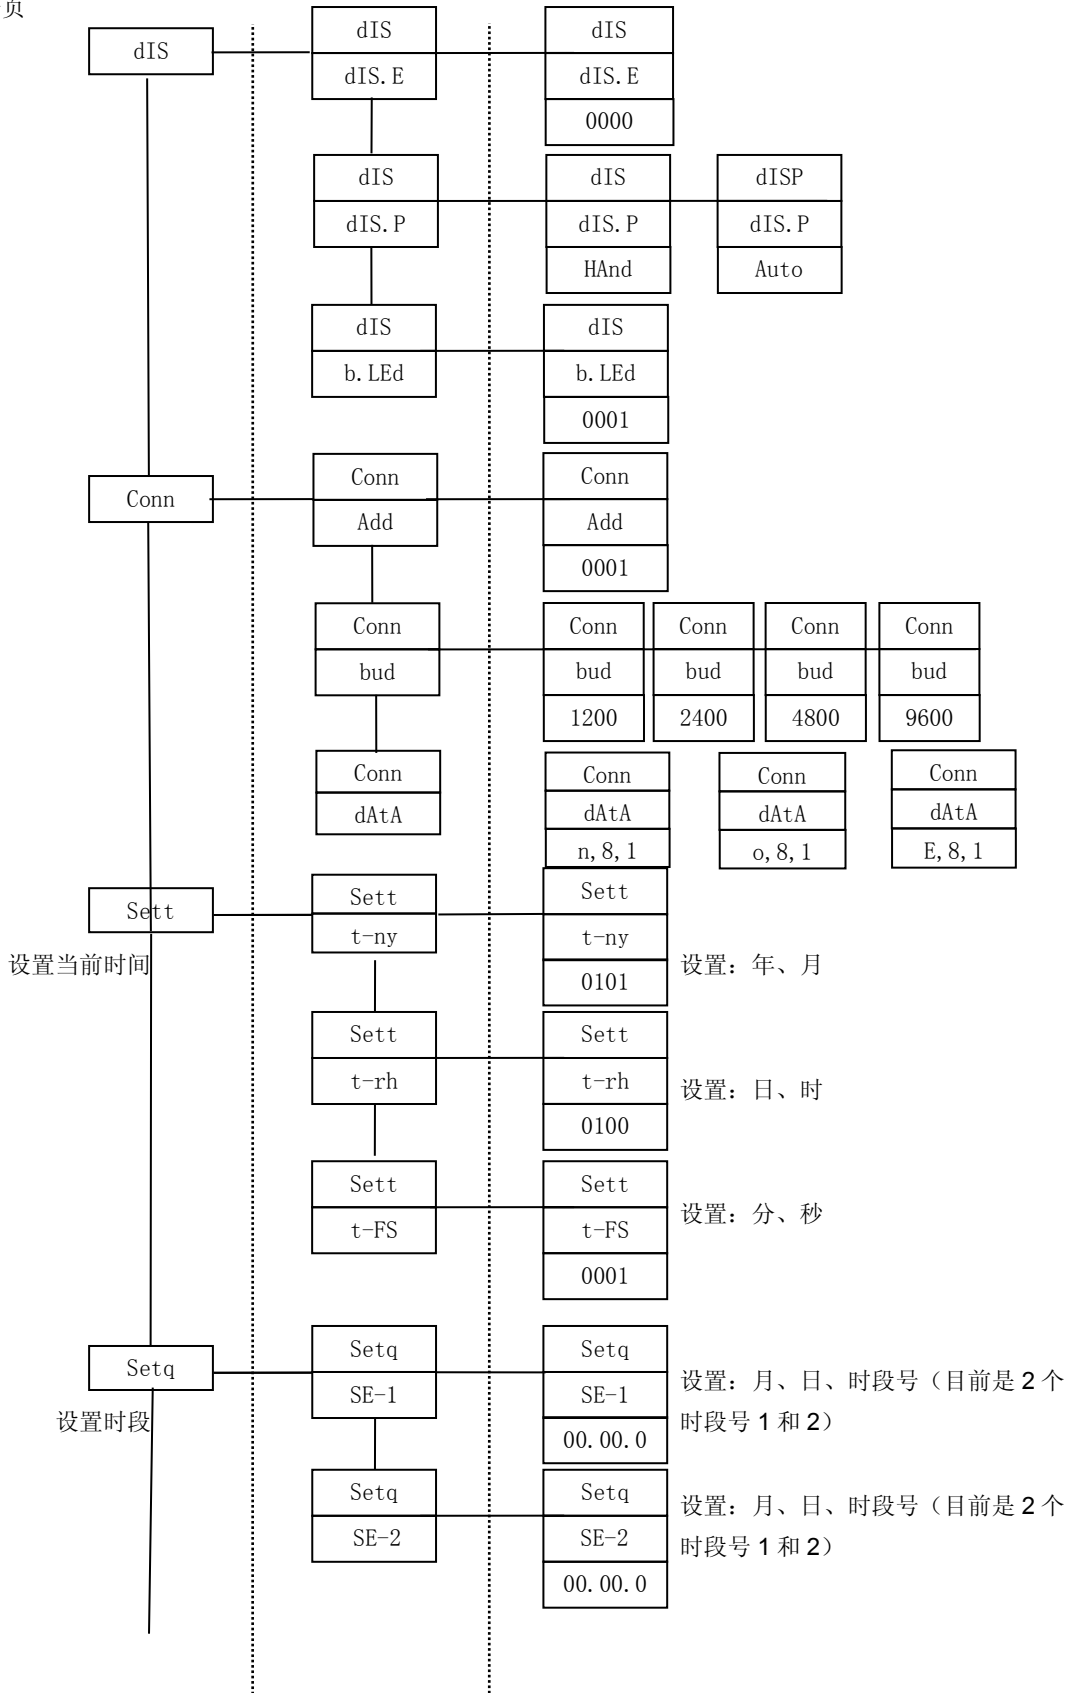 页
dIS
dIS
dIS.E
dIS
dIS.E
0000
dIS
dIS.P
dIS
dIS.P
HAnd
dISP
dIS.P
Auto
dIS
b.LEd
dIS
b.LEd
0001
Conn
Conn
Add
Conn
Add
0001
Conn
bud
Conn
bud
1200
Conn
bud
2400
Conn
bud
4800
Conn
bud
9600
Conn
dAtA
Conn
dAtA
n,8,1
Conn
dAtA
o,8,1
Conn
dAtA
E,8,1
Sett
设置当前时间
Sett
t-ny
Sett
t-ny
0101
设置：年、月
Sett
t-rh
Sett
t-rh
0100
设置：日、时
Sett
t-FS
Sett
t-FS
0001
设置：分、秒
Setq
设置时段
Setq
SE-1
Setq
SE-1
00.00.0
设置：月、日、时段号（目前是 2 个
时段号 1 和 2）
Setq
SE-2
Setq
SE-2
00.00.0
设置：月、日、时段号（目前是 2 个
时段号 1 和 2）